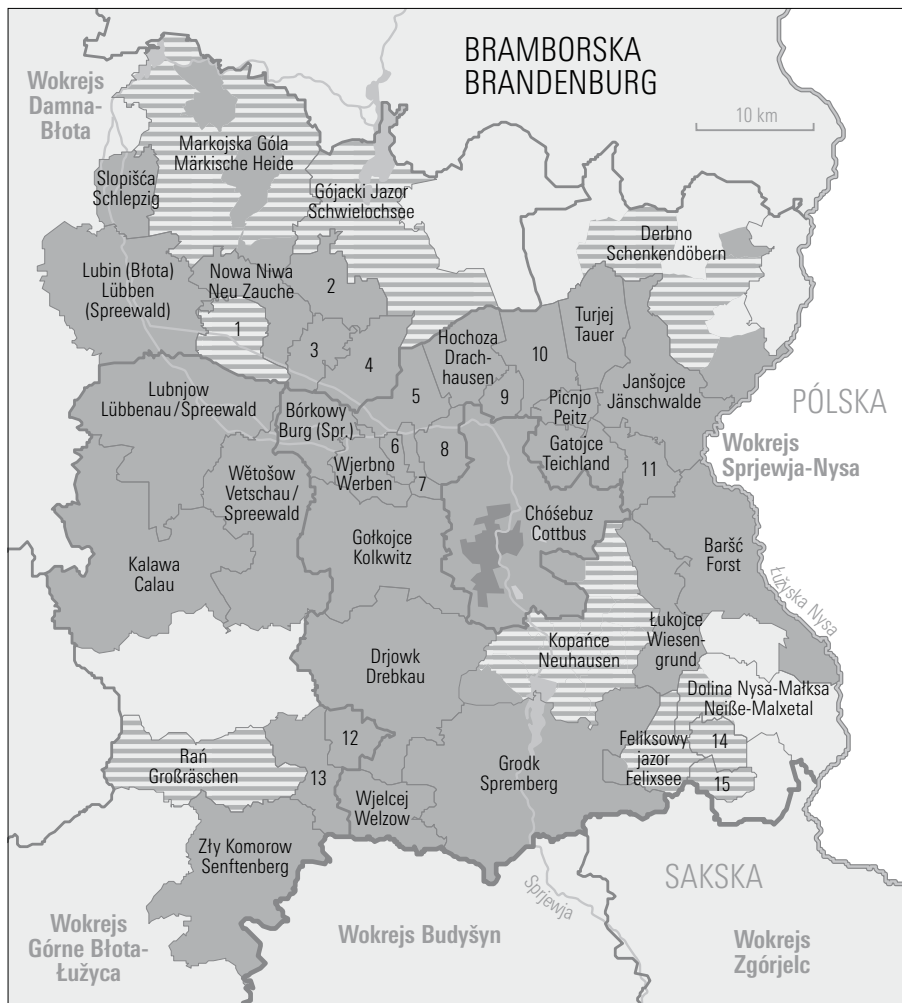 BRAMBORSKA
BRANDENBURG
Wokrejs
Damna-
Błota
10 km
Markojska Góla
Märkische Heide
Slopišća
Schlepzig
Gójacki Jazor
Schwielochsee
Derbno
Schenkendöbern
Lubin (Błota)
Lübben
(Spreewald)
Nowa Niwa
Neu Zauche
2
1
3
4
Hochoza
Drach-
hausen
10
Turjej
Tauer
5
9
Picnjo
Peitz
Janšojce
Jänschwalde
PÓLSKA
Lubnjow
Lübbenau/Spreewald
Bórkowy
Burg (Spr.)
6
8
Wjerbno
Werben
7
Gatojce
Teichland
11
Wokrejs
Sprjewja-Nysa
Wětošow
Vetschau/
Spreewald
Kalawa
Calau
Gołkojce
Kolkwitz
Chóśebuz
Cottbus
Baršć
Forst
Łužyska Nysa
Łukojce
Wiesen-
grund
Kopańce
Neuhausen
Drjowk
Drebkau
Dolina Nysa-Małksa
Neiße-Malxetal
14
15
Feliksowy
jazor
Felixsee
12
13
Rań
Großräschen
Grodk
Spremberg
Wjelcej
Welzow
Zły Komorow
Senftenberg
SAKSKA
Sprjewja
Wokrejs
Górne Błota-
Łužyca
Wokrejs Budyšyn
Wokrejs
Zgórjelc